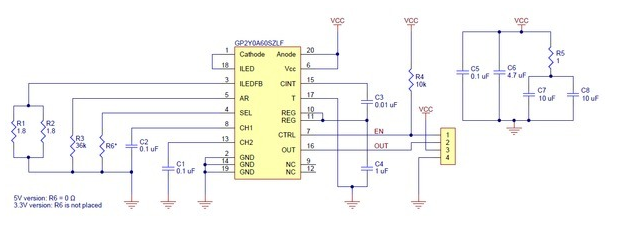 GP2Y0A60SZLF
VCC
VCC
VCC
VCC
1 Cathode Anode 20
18 ILED Vcc 6
3 ILEDFB CINT 15
5 AR T 17
4 SEL REG 10
REG 11
8 CH1 CTRL 7 EN
13 CH2 OUT 16 OUT
2 GND
14 GND NC 9
19 GND NC 12
R1
1.8
R2
1.8
R3
36k
R6*
C2
0.1 uF
C1
0.1 uF
C3
0.01 uF
C4
1 uF
R4
10k
1
2
3
4
C5
0.1 uF
C6
4.7 uF
R5
1
C7
10 uF
C8
10 uF
5V version: R6 = 0 Ω
3.3V version: R6 is not placed